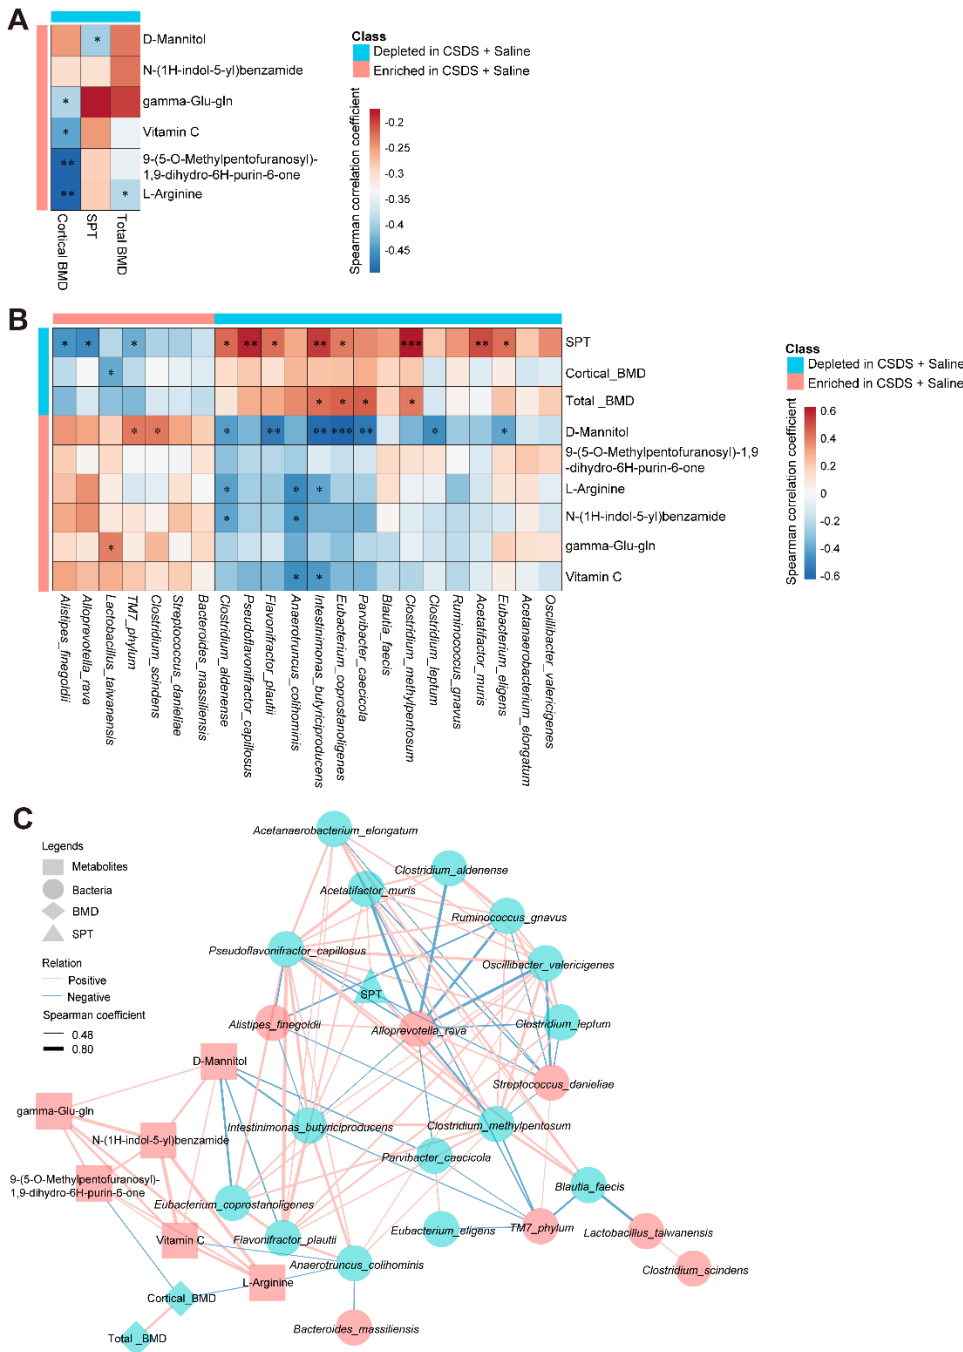 A
D-Mannitol
N-(1H-indol-5-yl)benzamide
gamma-Glu-gln
Vitamin C
9-(5-O-Methylpentofuranosyl)-
1,9-dihydro-6H-purin-6-one
L-Arginine
*
*
*
**
**
*
Cortical BMD
SPT
Total BMD
Class
Depleted in CSDS + Saline
Enriched in CSDS + Saline
Spearman correlation coefficient
-0.2
-0.25
-0.3
-0.35
-0.4
-0.45
B
* * * * ** * ** * *** ** *
SPT
*
Cortical_BMD
* * * *
Total _BMD
* * * ** ** *** ** * *
D-Mannitol
9-(5-O-Methylpentofuranosyl)-1,9
-dihydro-6H-purin-6-one
* * *
L-Arginine
* *
N-(1H-indol-5-yl)benzamide
*
gamma-Glu-gln
* *
Vitamin C
Alistipes_finegoldii
Alloprevotella_rava
Lactobacillus_taiwanensis
TM7_phylum
Clostridium_scindens
Streptococcus_danieliae
Bacteroides_massiliensis
Clostridium_aldenense
Pseudoflavonifractor_capillosus
Flavonifractor_plautii
Anaerotruncus_colihominis
Intestinimonas_butyriciproducens
Eubacterium_coprostanoligenes
Parvibacter_caecicola
Blautia_faecis
Clostridium_methylpentosum
Clostridium_leptum
Ruminococcus_gnavus
Acetatifactor_muris
Eubacterium_eligens
Acetanaerobacterium_elongatum
Oscillibacter_valericigenes
Class
Depleted in CSDS + Saline
Enriched in CSDS + Saline
Spearman correlation coefficient
0.6
0.4
0.2
0
-0.2
-0.4
-0.6
C
Legends
Metabolites
Bacteria
BMD
SPT
Relation
Positive
Negative
Spearman coefficient
0.48
0.80
Acetanaerobacterium_elongatum
Clostridium_aldenense
Acetatifactor_muris
Ruminococcus_gnavus
Pseudoflavonifractor_capillosus
Oscillibacter_valericigenes
SPT
Alistipes_finegoldii
Alloprevotella_rava
Clostridium_leptum
D-Mannitol
Streptococcus_danieliae
gamma-Glu-gln
N-(1H-indol-5-yl)benzamide
Intestinimonas_butyriciproducens
Clostridium_methylpentosum
Parvibacter_caecicola
9-(5-O-Methylpentofuranosyl)-
1,9-dihydro-6H-purin-6-one
Blautia_faecis
Eubacterium_coprostanoligenes
Eubacterium_eligens
TM7_phylum
Lactobacillus_taiwanensis
Vitamin C
Flavonifractor_plautii
Anaerotruncus_colihominis
Clostridium_scindens
L-Arginine
Cortical_BMD
Bacteroides_massiliensis
Total _BMD